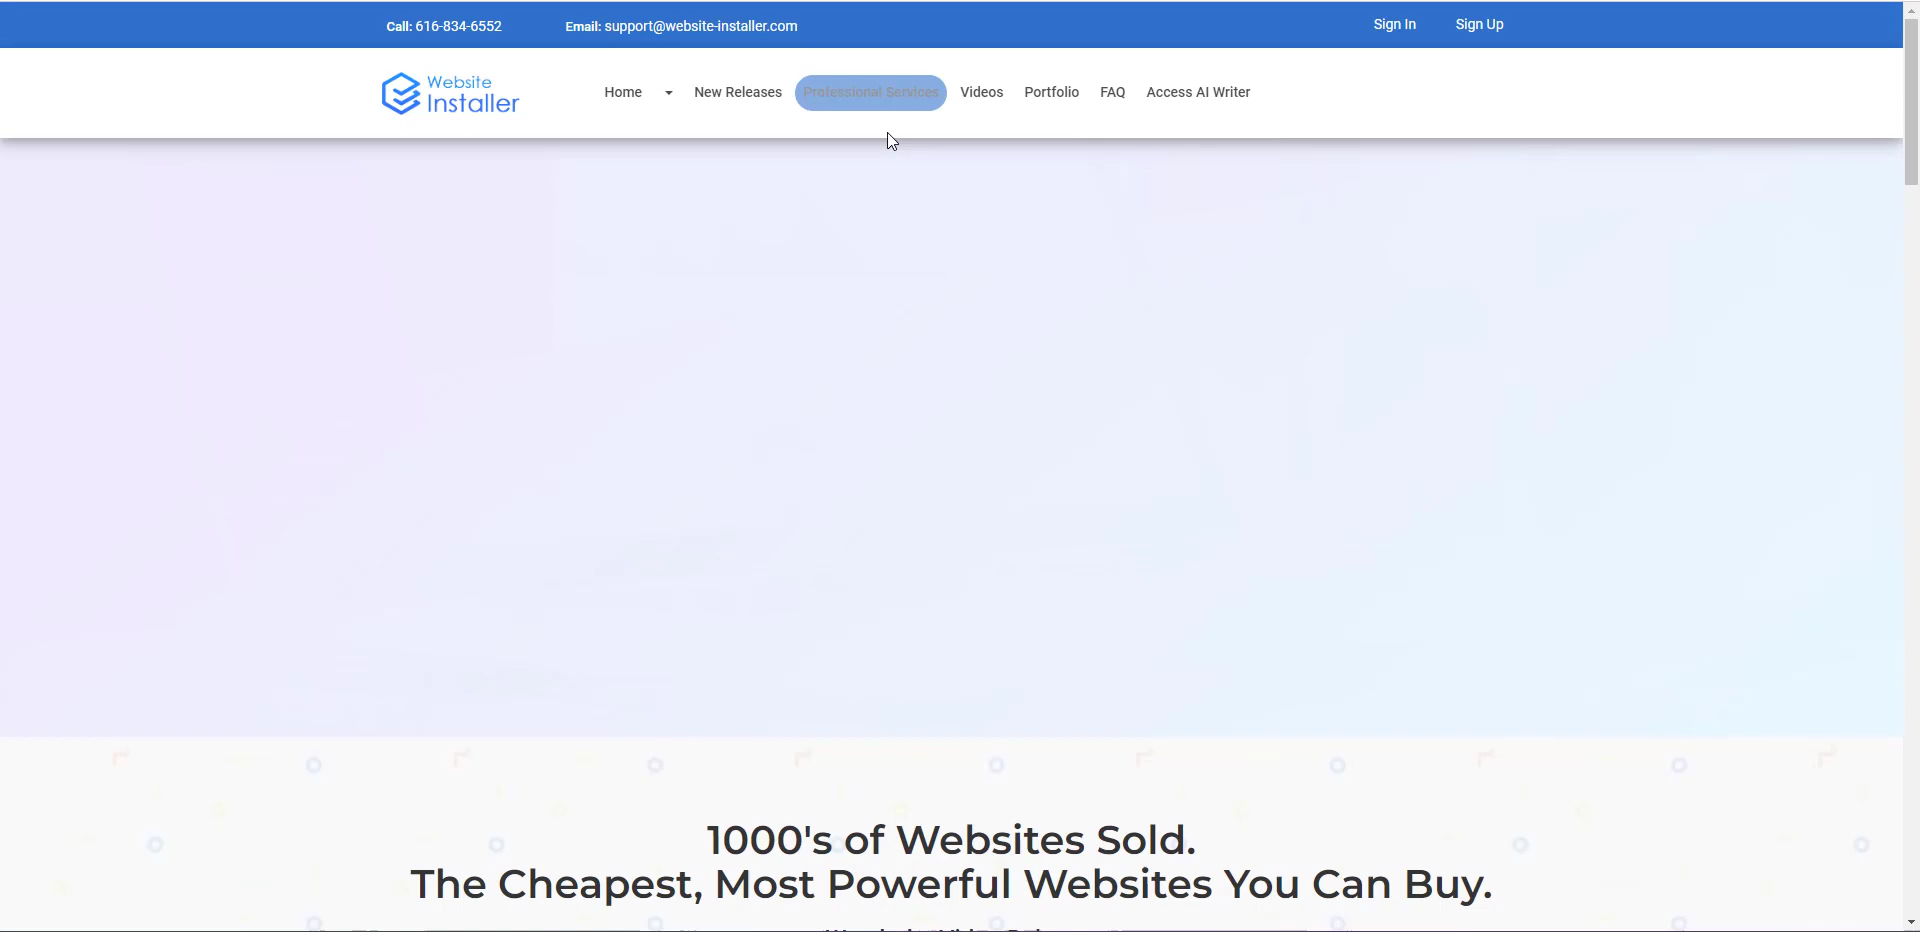 Call: 616-834-6552
Email: support@website-installer.com
Sign In
Sign Up
Website
Installer
Home
New Releases
Professional Services
Videos
Portfolio
FAQ
Access AI Writer
1000's of Websites Sold.
The Cheapest, Most Powerful Websites You Can Buy.